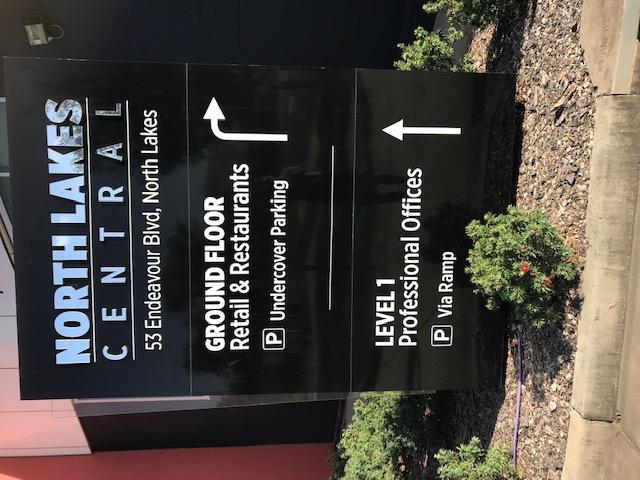 NORTH LAKES
CENTRAL
53 Endeavour Blvd, North Lakes
GROUND FLOOR
Retail & Restaurants
P Undercover Parking
LEVEL 1
Professional Offices
P Via Ramp